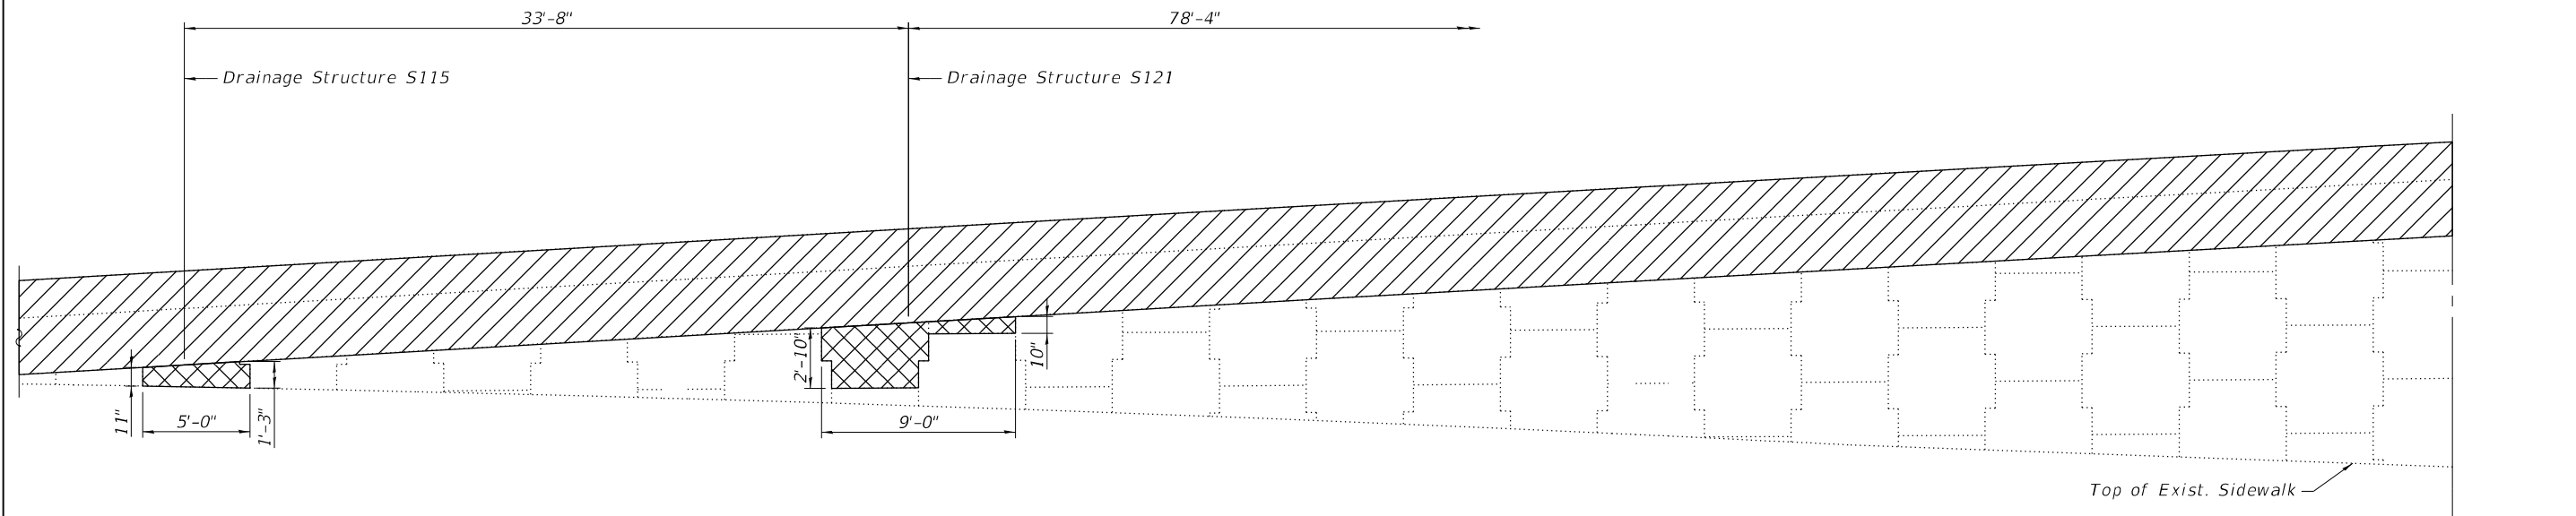 33'-8"
78'-4"
Drainage Structure S115
Drainage Structure S121
2'-10"
10"
11"
5'-0"
1'-3"
9'-0"
Top of Exist. Sidewalk